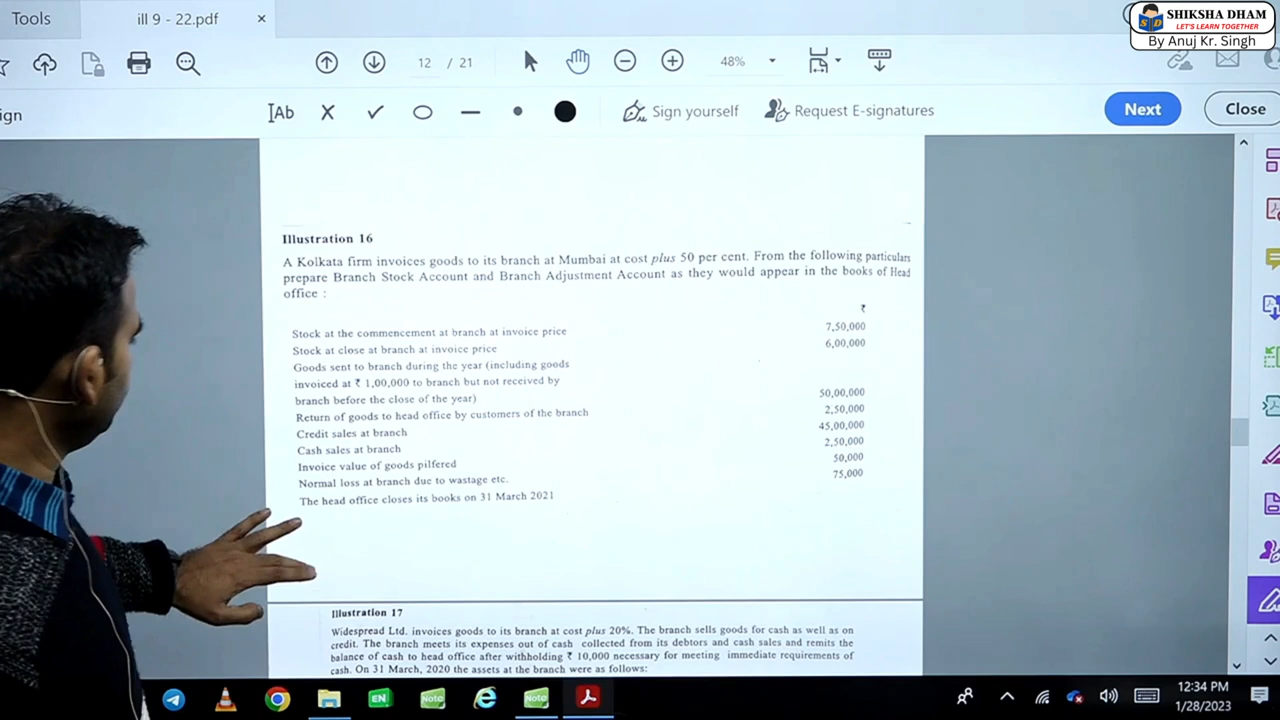 Tools
ill 9 - 22.pdf
×
SHIKSHA DHAM
LET'S LEARN TOGETHER
By Anuj Kr. Singh
12 / 21
48%
ign
Ab
Sign yourself
Request E-signatures
Next
Close
Illustration 16
A Kolkata firm invoices goods to its branch at Mumbai at cost plus 50 per cent. From the following particulars
prepare Branch Stock Account and Branch Adjustment Account as they would appear in the books of Head
office :
₹
Stock at the commencement at branch at invoice price 7,50,000
Stock at close at branch at invoice price 6,00,000
Goods sent to branch during the year (including goods
invoiced at ₹ 1,00,000 to branch but not received by
branch before the close of the year) 50,00,000
Return of goods to head office by customers of the branch 2,50,000
Credit sales at branch 45,00,000
Cash sales at branch 2,50,000
Invoice value of goods pilfered 50,000
Normal loss at branch due to wastage etc. 75,000
The head office closes its books on 31 March 2021
Illustration 17
Widespread Ltd. invoices goods to its branch at cost plus 20%. The branch sells goods for cash as well as on
credit. The branch meets its expenses out of cash collected from its debtors and cash sales and remits the
balance of cash to head office after withholding ₹ 10,000 necessary for meeting immediate requirements of
cash. On 31 March, 2020 the assets at the branch were as follows:
EN
Note
Note
12:34 PM
1/28/2023